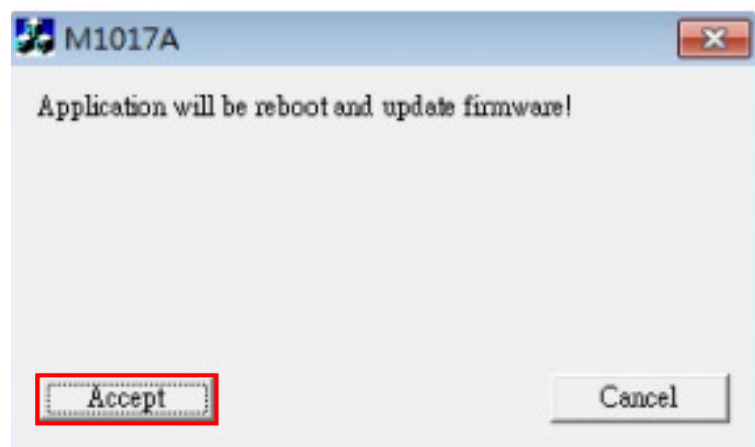 M1017A
Application will be reboot and update firmware!
Accept
Cancel